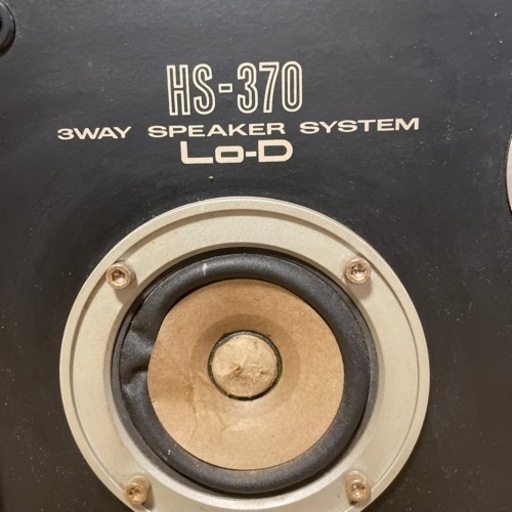 HS-370
3WAY SPEAKER SYSTEM
Lo-D